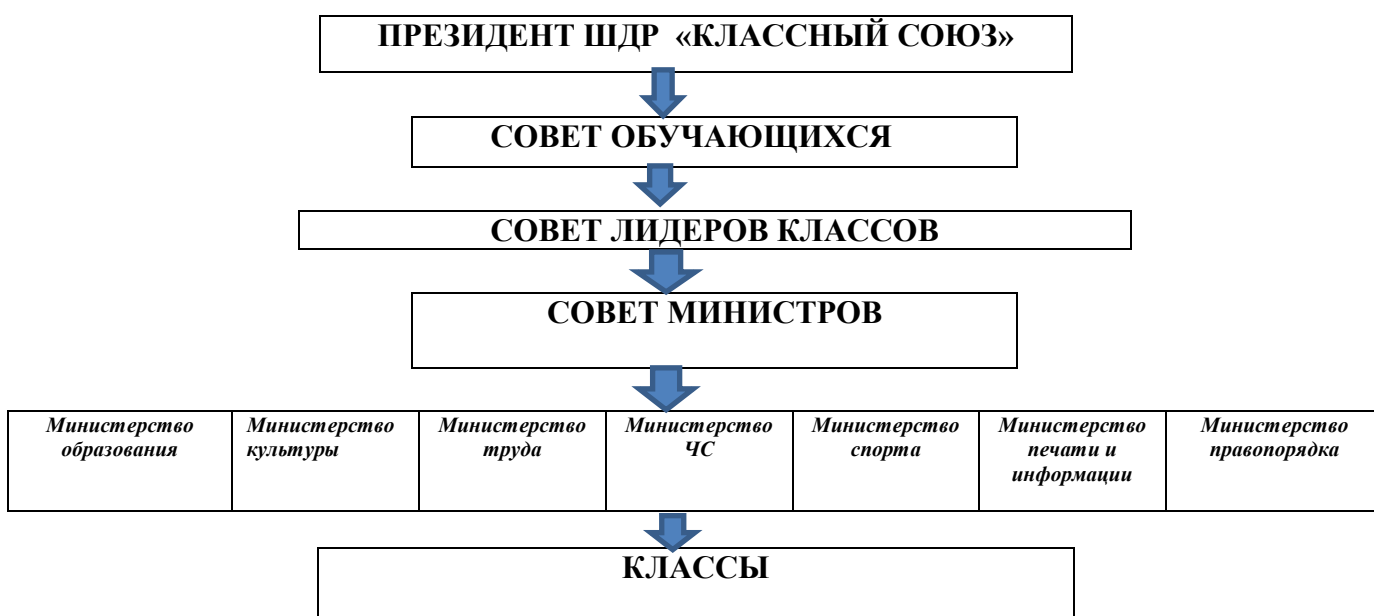 ПРЕЗИДЕНТ ШДР «КЛАССНЫЙ СОЮЗ»
СОВЕТ ОБУЧАЮЩИХСЯ
СОВЕТ ЛИДЕРОВ КЛАССОВ
СОВЕТ МИНИСТРОВ
Министерство
образования
Министерство
культуры
Министерство
труда
Министерство
ЧС
Министерство
спорта
Министерство
печати и
информации
Министерство
правопорядка
КЛАССЫ